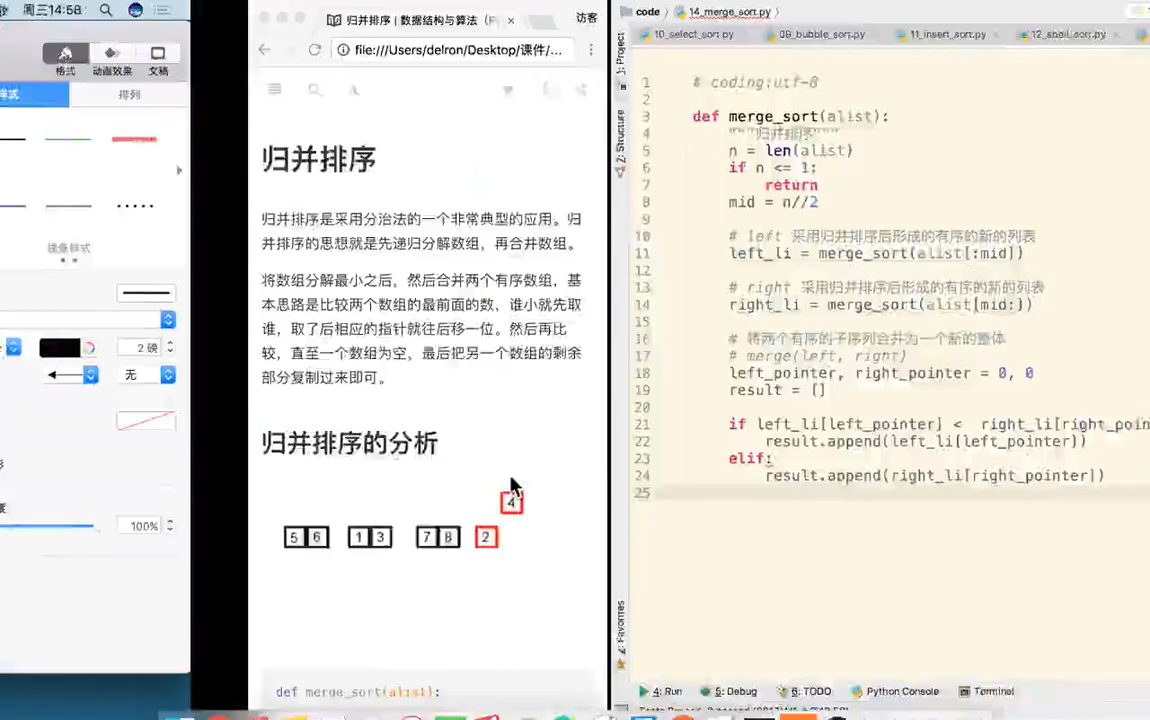 周三14:58
格式 动画效果 文稿
样式 排列
线条样式
2 磅
无
100%
归并排序 | 数据结构与算法（P
访客
file:///Users/delron/Desktop/课件/...
归并排序
归并排序是采用分治法的一个非常典型的应用。归
并排序的思想就是先递归分解数组，再合并数组。
将数组分解最小之后，然后合并两个有序数组，基
本思路是比较两个数组的最前面的数，谁小就先取
谁，取了后相应的指针就往后移一位。然后再比
较，直至一个数组为空，最后把另一个数组的剩余
部分复制过来即可。
归并排序的分析
4
5 6 1 3 7 8 2
def merge_sort(alist):
code 14_merge_sort.py
10_select_sort.py 09_bubble_sort.py 11_insert_sort.py 12_shell_sort.py
1: Project
7: Structure
Favorites
1 # coding:utf-8
2
3 def merge_sort(alist):
4 """归并排序"""
5 n = len(alist)
6 if n <= 1:
7 return
8 mid = n//2
9
10 # left 采用归并排序后形成的有序的新的列表
11 left_li = merge_sort(alist[:mid])
12
13 # right 采用归并排序后形成的有序的新的列表
14 right_li = merge_sort(alist[mid:])
15
16 # 将两个有序的子序列合并为一个新的整体
17 # merge(left, right)
18 left_pointer, right_pointer = 0, 0
19 result = []
20
21 if left_li[left_pointer] < right_li[right_poin
22 result.append(left_li[left_pointer])
23 elif:
24 result.append(right_li[right_pointer])
25
4: Run 5: Debug 6: TODO Python Console Terminal